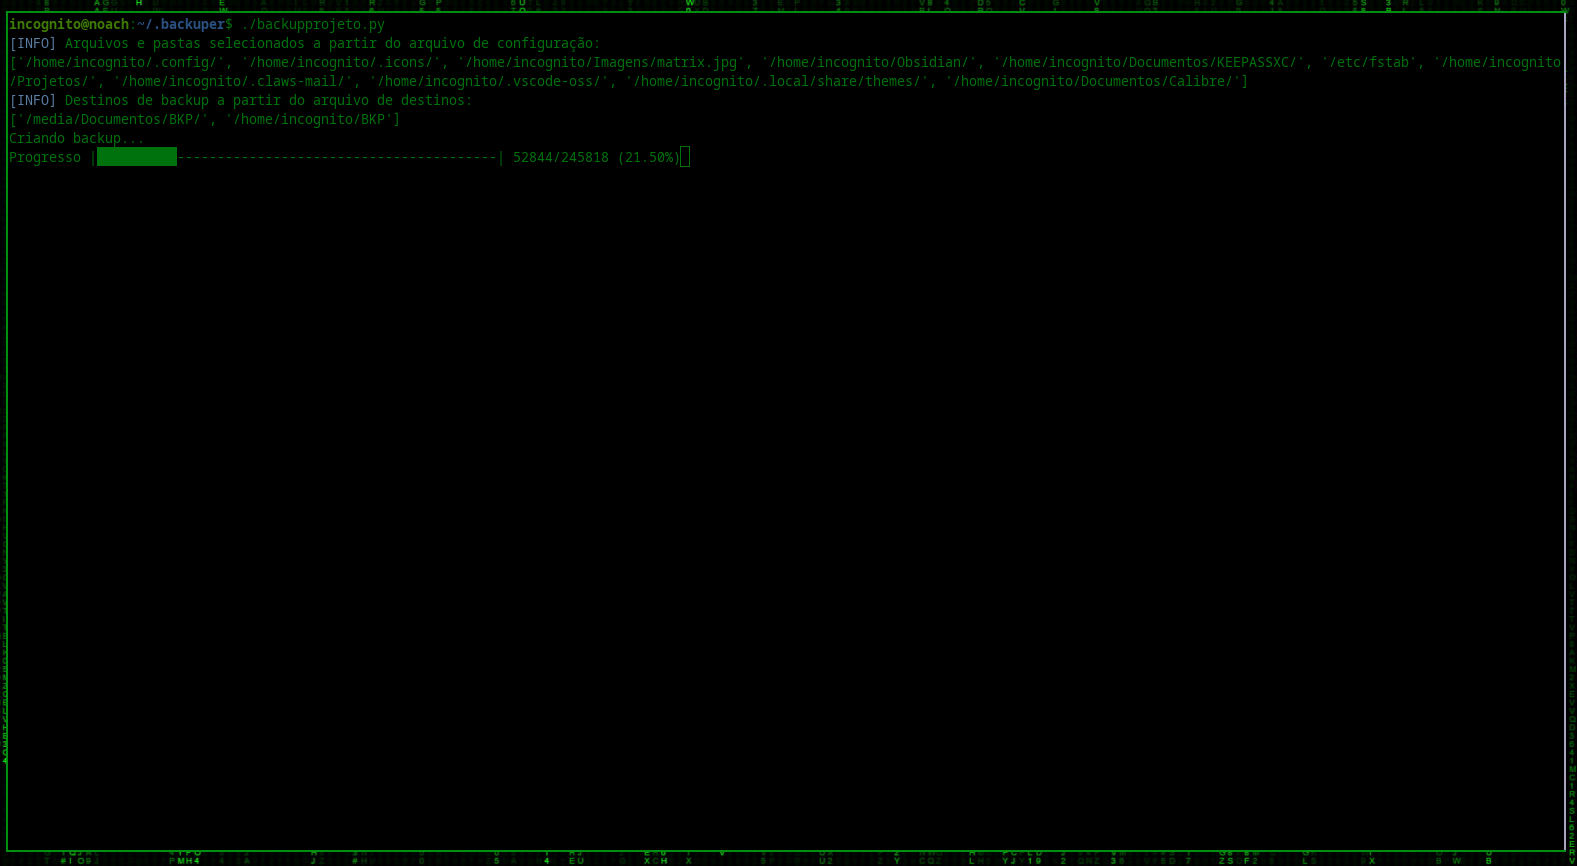 incognito@noach:~/.backuper$ ./backupprojeto.py
[INFO] Arquivos e pastas selecionados a partir do arquivo de configuração:
['/home/incognito/.config/', '/home/incognito/.icons/', '/home/incognito/Imagens/matrix.jpg', '/home/incognito/Obsidian/', '/home/incognito/Documentos/KEEPASSXC/', '/etc/fstab', '/home/incognito
/Projetos/', '/home/incognito/.claws-mail/', '/home/incognito/.vscode-oss/', '/home/incognito/.local/share/themes/', '/home/incognito/Documentos/Calibre/']
[INFO] Destinos de backup a partir do arquivo de destinos:
['/media/Documentos/BKP/', '/home/incognito/BKP']
Criando backup...
Progresso |██████████----------------------------------------| 52844/245818 (21.50%)